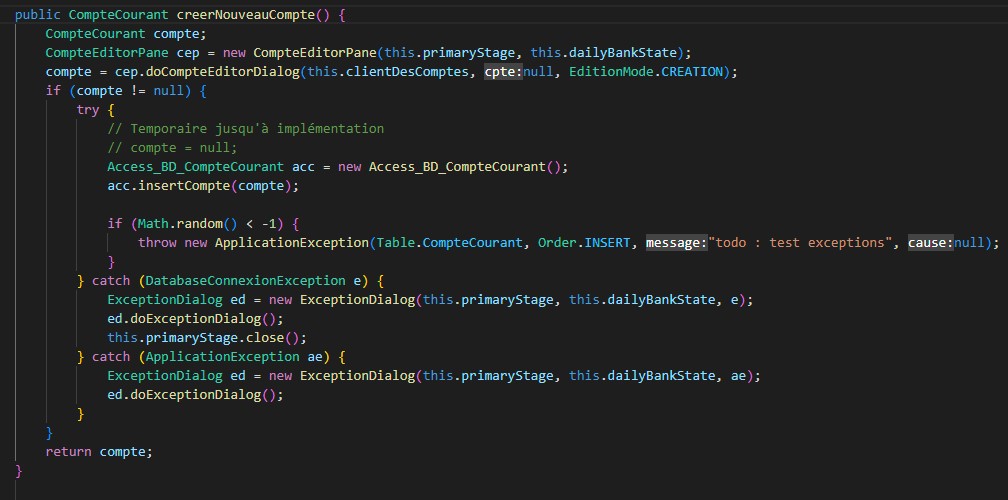 public CompteCourant creerNouveauCompte() {
CompteCourant compte;
CompteEditorPane cep = new CompteEditorPane(this.primaryStage, this.dailyBankState);
compte = cep.doCompteEditorDialog(this.clientDesComptes, cpte:null, EditionMode.CREATION);
if (compte != null) {
try {
// Temporaire jusqu'à implémentation
// compte = null;
Access_BD_CompteCourant acc = new Access_BD_CompteCourant();
acc.insertCompte(compte);
if (Math.random() < -1) {
throw new ApplicationException(Table.CompteCourant, Order.INSERT, message:"todo : test exceptions", cause:null);
}
} catch (DatabaseConnexionException e) {
ExceptionDialog ed = new ExceptionDialog(this.primaryStage, this.dailyBankState, e);
ed.doExceptionDialog();
this.primaryStage.close();
} catch (ApplicationException ae) {
ExceptionDialog ed = new ExceptionDialog(this.primaryStage, this.dailyBankState, ae);
ed.doExceptionDialog();
}
}
return compte;
}